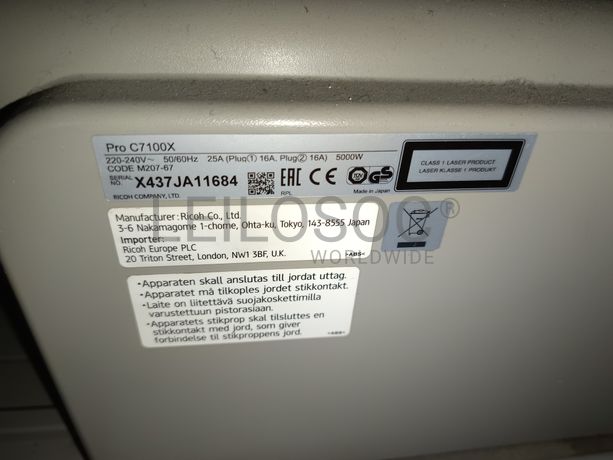 Pro C7100X
220-240V~ 50/60Hz 25A (Plug① 16A, Plug② 16A) 5000W
CODE M207-67
SERIAL NO. X437JA11684
RICOH COMPANY, LTD.
RPL
Made in Japan
CLASS 1 LASER PRODUCT
LASER KLASSE 1 PRODUKT
Manufacturer: Ricoh Co., Ltd.
3-6 Nakamagome 1-chome, Ohta-ku, Tokyo, 143-8555 Japan
Importer:
Ricoh Europe PLC
20 Triton Street, London, NW1 3BF, U.K.
<ABS>
LEILOSOC®
WORLDWIDE
•Apparaten skall anslutas till jordat uttag.
•Apparatet må tilkoples jordet stikkontakt.
•Laite on liitettävä suojakoskettimilla
varustettuun pistorasiaan.
•Apparatets stikprop skal tilsluttes en
stikkontakt med jord, som giver
forbindelse til stikproppens jord.
<ABS>